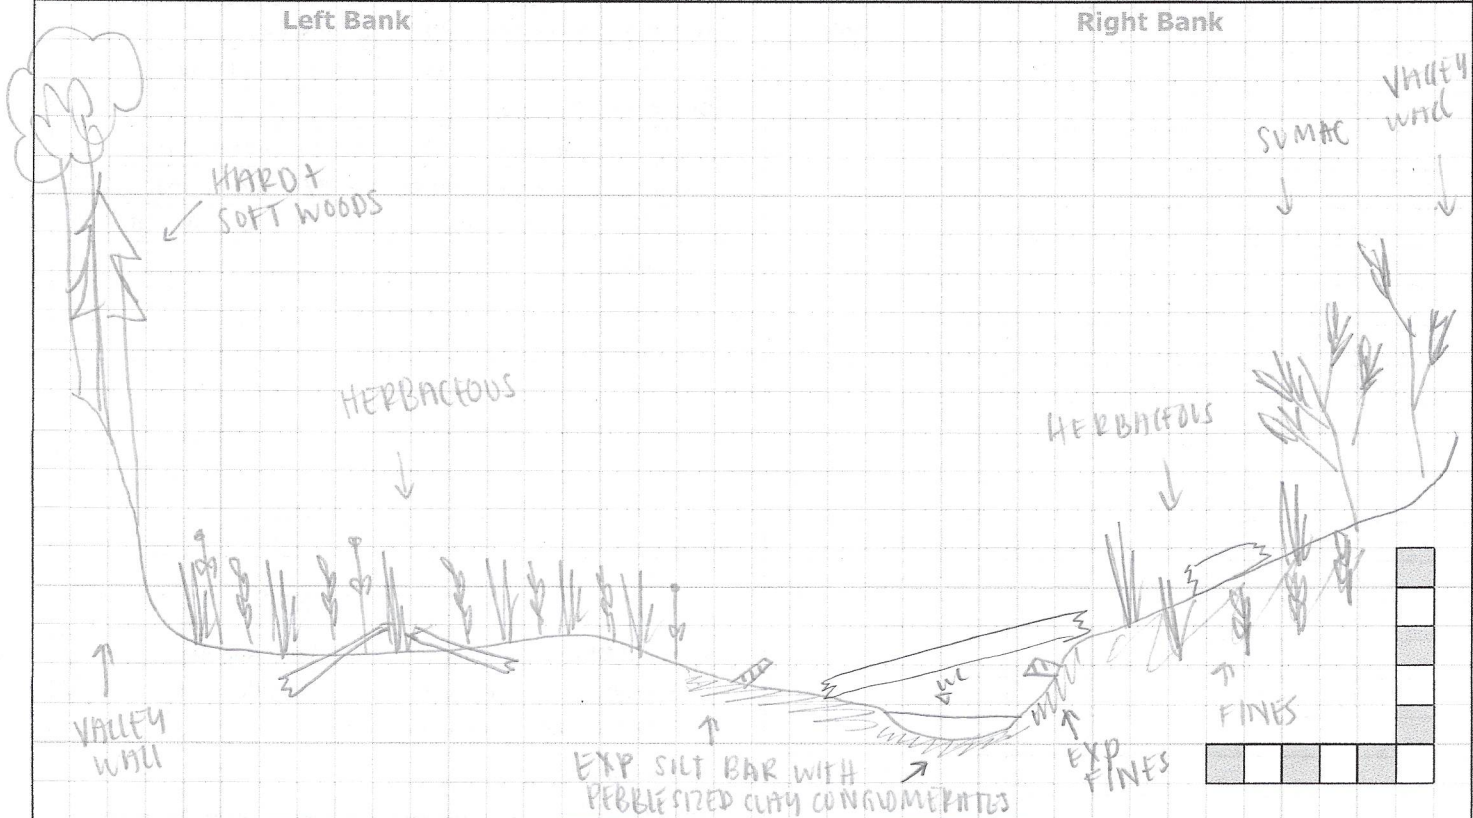 Left Bank
Right Bank
VALLEY
WALL
SUMAC
HARD +
SOFT WOODS
HERBACEOUS
HERBACEOUS
VALLEY
WALL
FINES
EXP
FINES
EXP SILT BAR WITH
PEBBLESIZED CLAY CONGLOMERATES